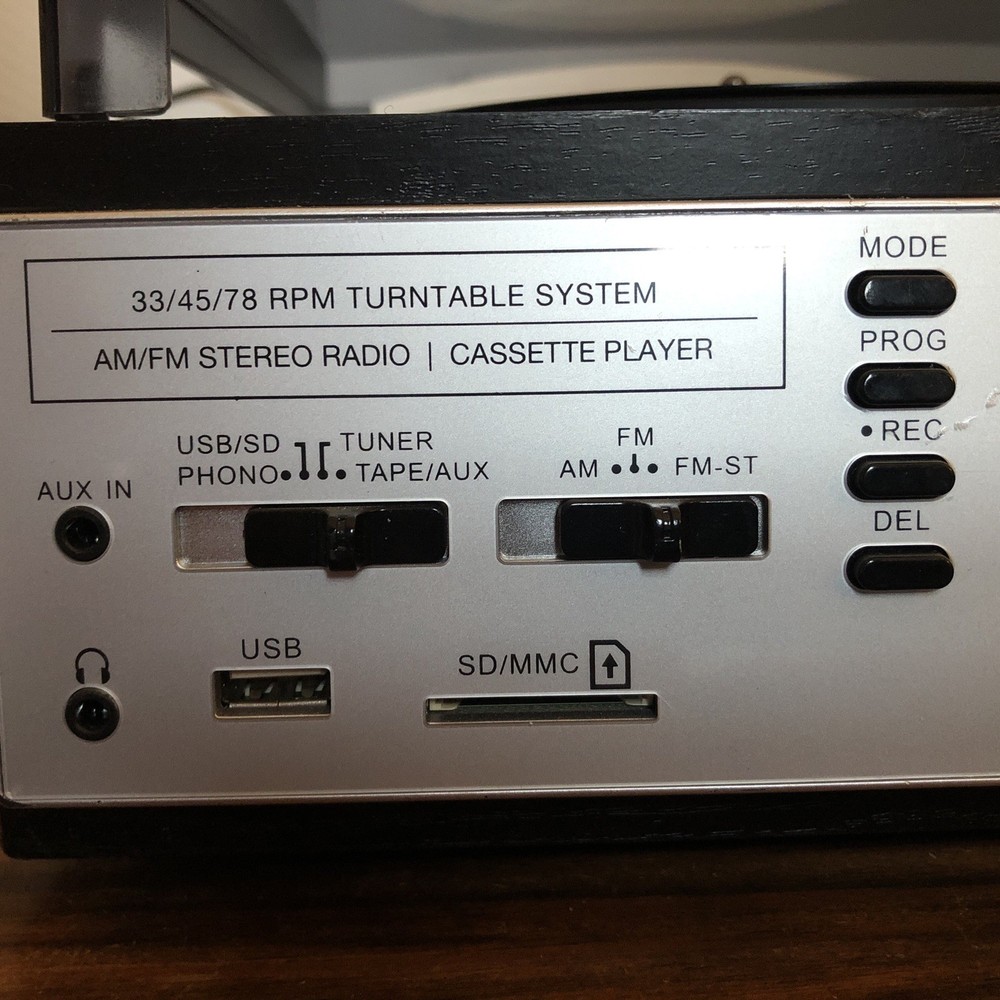 33/45/78 RPM TURNTABLE SYSTEM
AM/FM STEREO RADIO | CASSETTE PLAYER
MODE
PROG
•REC
DEL
USB/SD TUNER
PHONO TAPE/AUX
FM
AM FM-ST
AUX IN
USB
SD/MMC